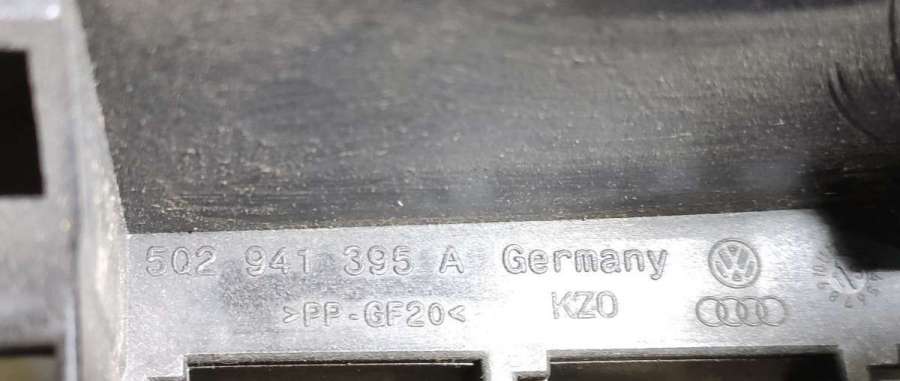 5Q2 941 395 A Germany
>PP-GF20< KZO